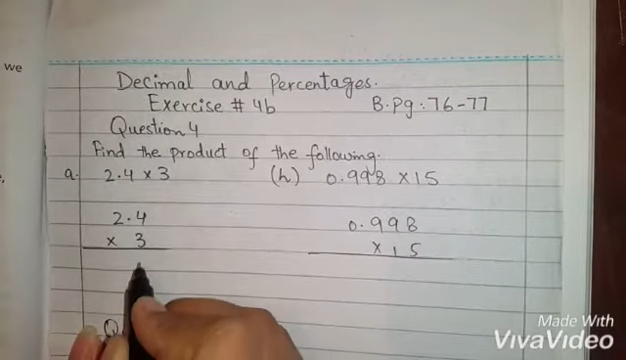 we
Decimal and Percentages.
Exercise # 4b B.Pg:76-77
Question 4
Find the product of the following.
a. 2.4 × 3 (h) 0.998 × 15
2.4 0.998
× 3 × 15
Q
Made With
VivaVideo